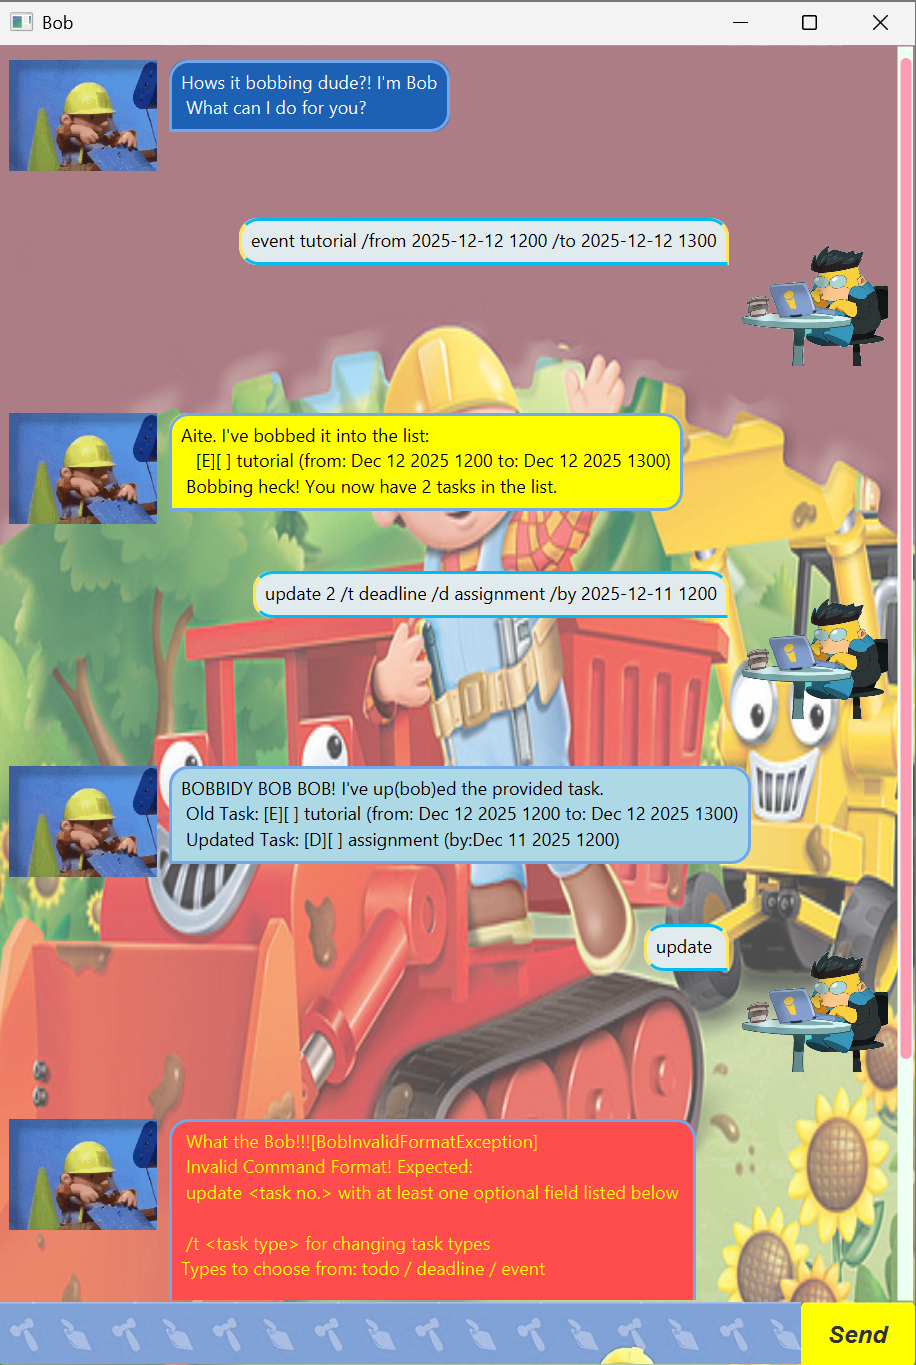 Bob
Hows it bobbing dude?! I'm Bob
What can I do for you?
event tutorial /from 2025-12-12 1200 /to 2025-12-12 1300
Aite. I've bobbed it into the list:
[E][ ] tutorial (from: Dec 12 2025 1200 to: Dec 12 2025 1300)
Bobbing heck! You now have 2 tasks in the list.
update 2 /t deadline /d assignment /by 2025-12-11 1200
BOBBIDY BOB BOB! I've up(bob)ed the provided task.
Old Task: [E][ ] tutorial (from: Dec 12 2025 1200 to: Dec 12 2025 1300)
Updated Task: [D][ ] assignment (by:Dec 11 2025 1200)
update
What the Bob!!![BobInvalidFormatException]
Invalid Command Format! Expected:
update <task no.> with at least one optional field listed below
/t <task type> for changing task types
Types to choose from: todo / deadline / event
Send